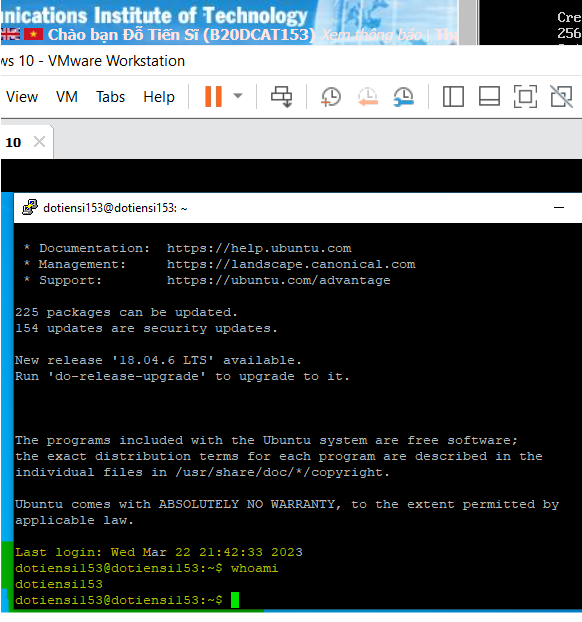 nications Institute of Technology
Chào bạn Đỗ Tiến Sĩ (B20DCAT153) Xem thông báo | Th
Cre
256
ws 10 - VMware Workstation
View VM Tabs Help
10
dotiensi153@dotiensi153: ~
* Documentation: https://help.ubuntu.com
* Management: https://landscape.canonical.com
* Support: https://ubuntu.com/advantage
225 packages can be updated.
154 updates are security updates.
New release '18.04.6 LTS' available.
Run 'do-release-upgrade' to upgrade to it.
The programs included with the Ubuntu system are free software;
the exact distribution terms for each program are described in the
individual files in /usr/share/doc/*/copyright.
Ubuntu comes with ABSOLUTELY NO WARRANTY, to the extent permitted by
applicable law.
Last login: Wed Mar 22 21:42:33 2023
dotiensi153@dotiensi153:~$ whoami
dotiensi153
dotiensi153@dotiensi153:~$